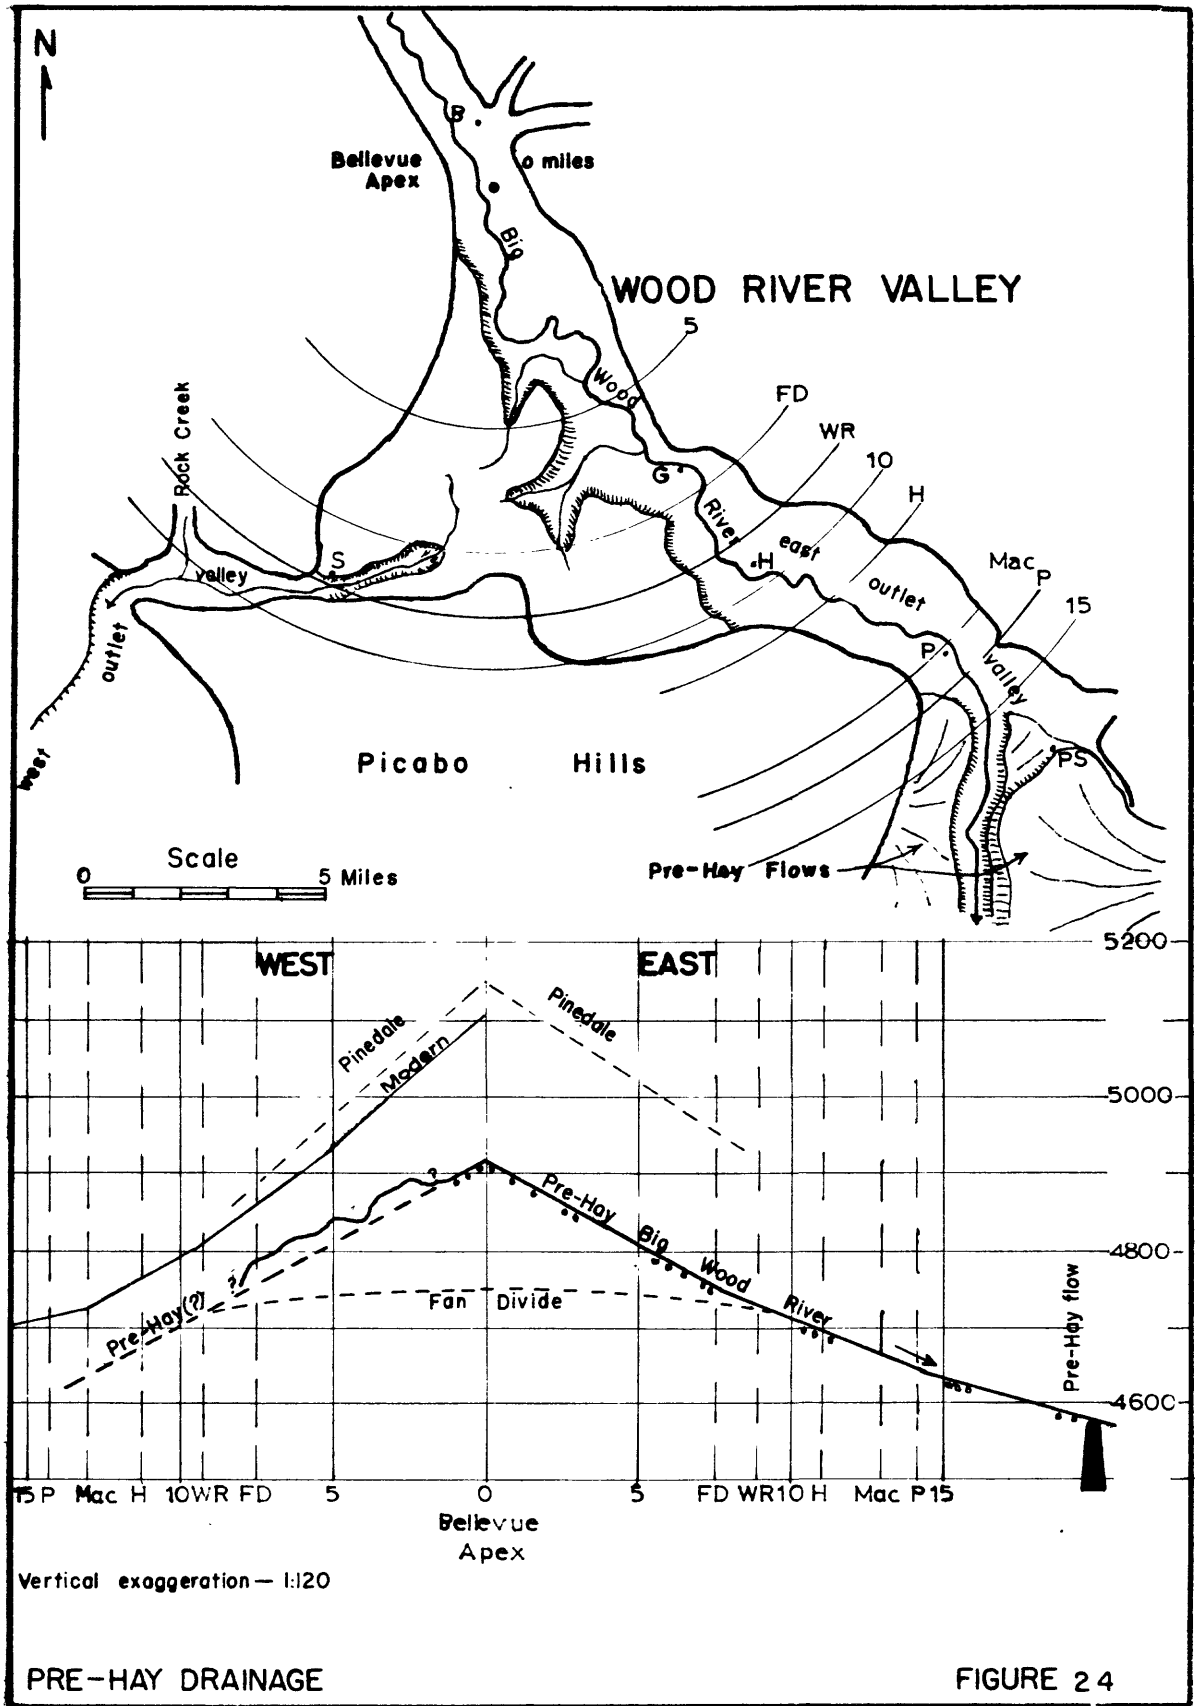 N
B
Bellevue
Apex
0 miles
Big
WOOD RIVER VALLEY
5
Wood
FD
WR
Rock Creek
10
G
H
River
east
S
H
Mac
P
valley
outlet
15
outlet
P
valley
west
Picabo Hills
PS
Scale
0 5 Miles
Pre-Hay Flows
WEST
EAST
5200
Pinedale
Pinedale
Modern
5000
?
Pre-Hay Big Wood River
4800
?
Pre-Hay(?)
Fan Divide
Pre-Hay flow
4600
15 P Mac H 10 WR FD 5 0 5 FD WR 10 H Mac P 15
Bellevue
Apex
Vertical exaggeration — 1:120
PRE-HAY DRAINAGE
FIGURE 24